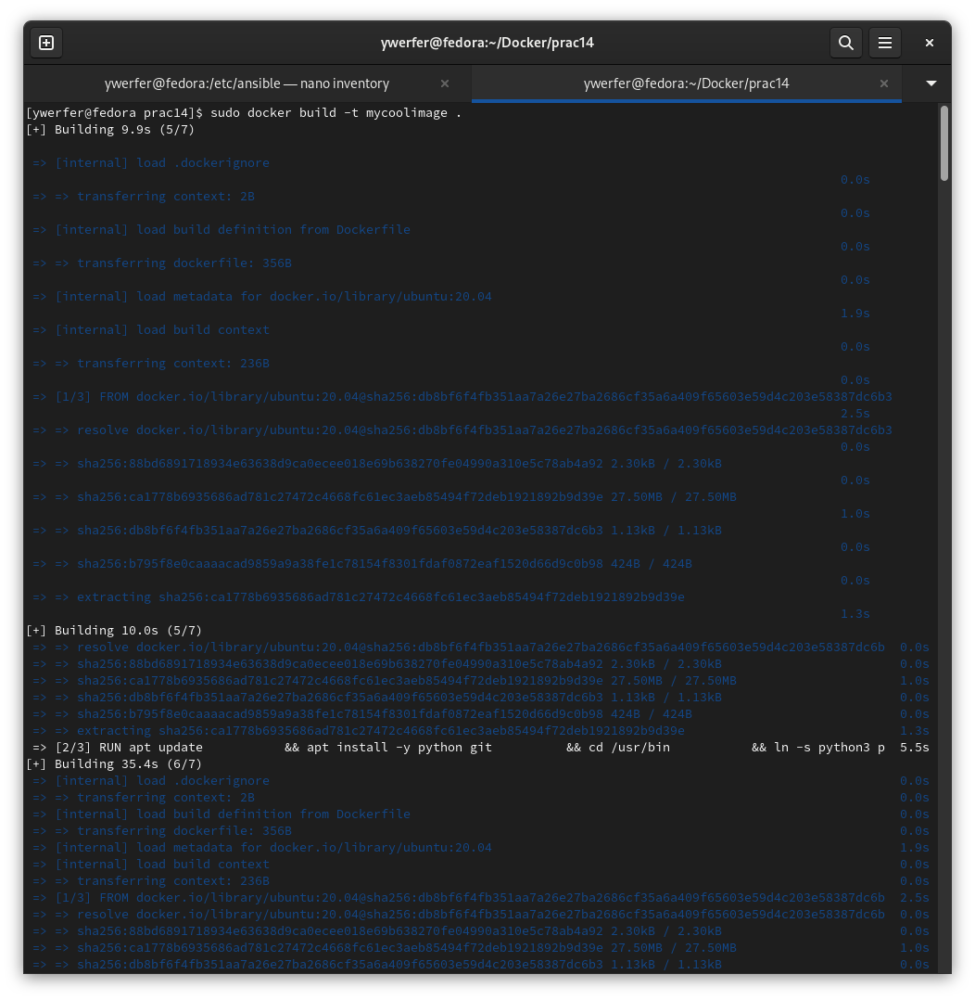 ywerfer@fedora:~/Docker/prac14
ywerfer@fedora:/etc/ansible — nano inventory
ywerfer@fedora:~/Docker/prac14
[ywerfer@fedora prac14]$ sudo docker build -t mycoolimage .
[+] Building 9.9s (5/7)
=> [internal] load .dockerignore
0.0s
=> => transferring context: 2B
0.0s
=> [internal] load build definition from Dockerfile
0.0s
=> => transferring dockerfile: 356B
0.0s
=> [internal] load metadata for docker.io/library/ubuntu:20.04
1.9s
=> [internal] load build context
0.0s
=> => transferring context: 236B
0.0s
=> [1/3] FROM docker.io/library/ubuntu:20.04@sha256:db8bf6f4fb351aa7a26e27ba2686cf35a6a409f65603e59d4c203e58387dc6b3
2.5s
=> => resolve docker.io/library/ubuntu:20.04@sha256:db8bf6f4fb351aa7a26e27ba2686cf35a6a409f65603e59d4c203e58387dc6b3
0.0s
=> => sha256:88bd6891718934e63638d9ca0ecee018e69b638270fe04990a310e5c78ab4a92 2.30kB / 2.30kB
0.0s
=> => sha256:ca1778b6935686ad781c27472c4668fc61ec3aeb85494f72deb1921892b9d39e 27.50MB / 27.50MB
1.0s
=> => sha256:db8bf6f4fb351aa7a26e27ba2686cf35a6a409f65603e59d4c203e58387dc6b3 1.13kB / 1.13kB
0.0s
=> => sha256:b795f8e0caaaacad9859a9a38fe1c78154f8301fdaf0872eaf1520d66d9c0b98 424B / 424B
0.0s
=> => extracting sha256:ca1778b6935686ad781c27472c4668fc61ec3aeb85494f72deb1921892b9d39e
1.3s
[+] Building 10.0s (5/7)
=> => resolve docker.io/library/ubuntu:20.04@sha256:db8bf6f4fb351aa7a26e27ba2686cf35a6a409f65603e59d4c203e58387dc6b 0.0s
=> => sha256:88bd6891718934e63638d9ca0ecee018e69b638270fe04990a310e5c78ab4a92 2.30kB / 2.30kB 0.0s
=> => sha256:ca1778b6935686ad781c27472c4668fc61ec3aeb85494f72deb1921892b9d39e 27.50MB / 27.50MB 1.0s
=> => sha256:db8bf6f4fb351aa7a26e27ba2686cf35a6a409f65603e59d4c203e58387dc6b3 1.13kB / 1.13kB 0.0s
=> => sha256:b795f8e0caaaacad9859a9a38fe1c78154f8301fdaf0872eaf1520d66d9c0b98 424B / 424B 0.0s
=> => extracting sha256:ca1778b6935686ad781c27472c4668fc61ec3aeb85494f72deb1921892b9d39e 1.3s
=> [2/3] RUN apt update && apt install -y python git && cd /usr/bin && ln -s python3 p 5.5s
[+] Building 35.4s (6/7)
=> [internal] load .dockerignore 0.0s
=> => transferring context: 2B 0.0s
=> [internal] load build definition from Dockerfile 0.0s
=> => transferring dockerfile: 356B 0.0s
=> [internal] load metadata for docker.io/library/ubuntu:20.04 1.9s
=> [internal] load build context 0.0s
=> => transferring context: 236B 0.0s
=> [1/3] FROM docker.io/library/ubuntu:20.04@sha256:db8bf6f4fb351aa7a26e27ba2686cf35a6a409f65603e59d4c203e58387dc6b 2.5s
=> => resolve docker.io/library/ubuntu:20.04@sha256:db8bf6f4fb351aa7a26e27ba2686cf35a6a409f65603e59d4c203e58387dc6b 0.0s
=> => sha256:88bd6891718934e63638d9ca0ecee018e69b638270fe04990a310e5c78ab4a92 2.30kB / 2.30kB 0.0s
=> => sha256:ca1778b6935686ad781c27472c4668fc61ec3aeb85494f72deb1921892b9d39e 27.50MB / 27.50MB 1.0s
=> => sha256:db8bf6f4fb351aa7a26e27ba2686cf35a6a409f65603e59d4c203e58387dc6b3 1.13kB / 1.13kB 0.0s